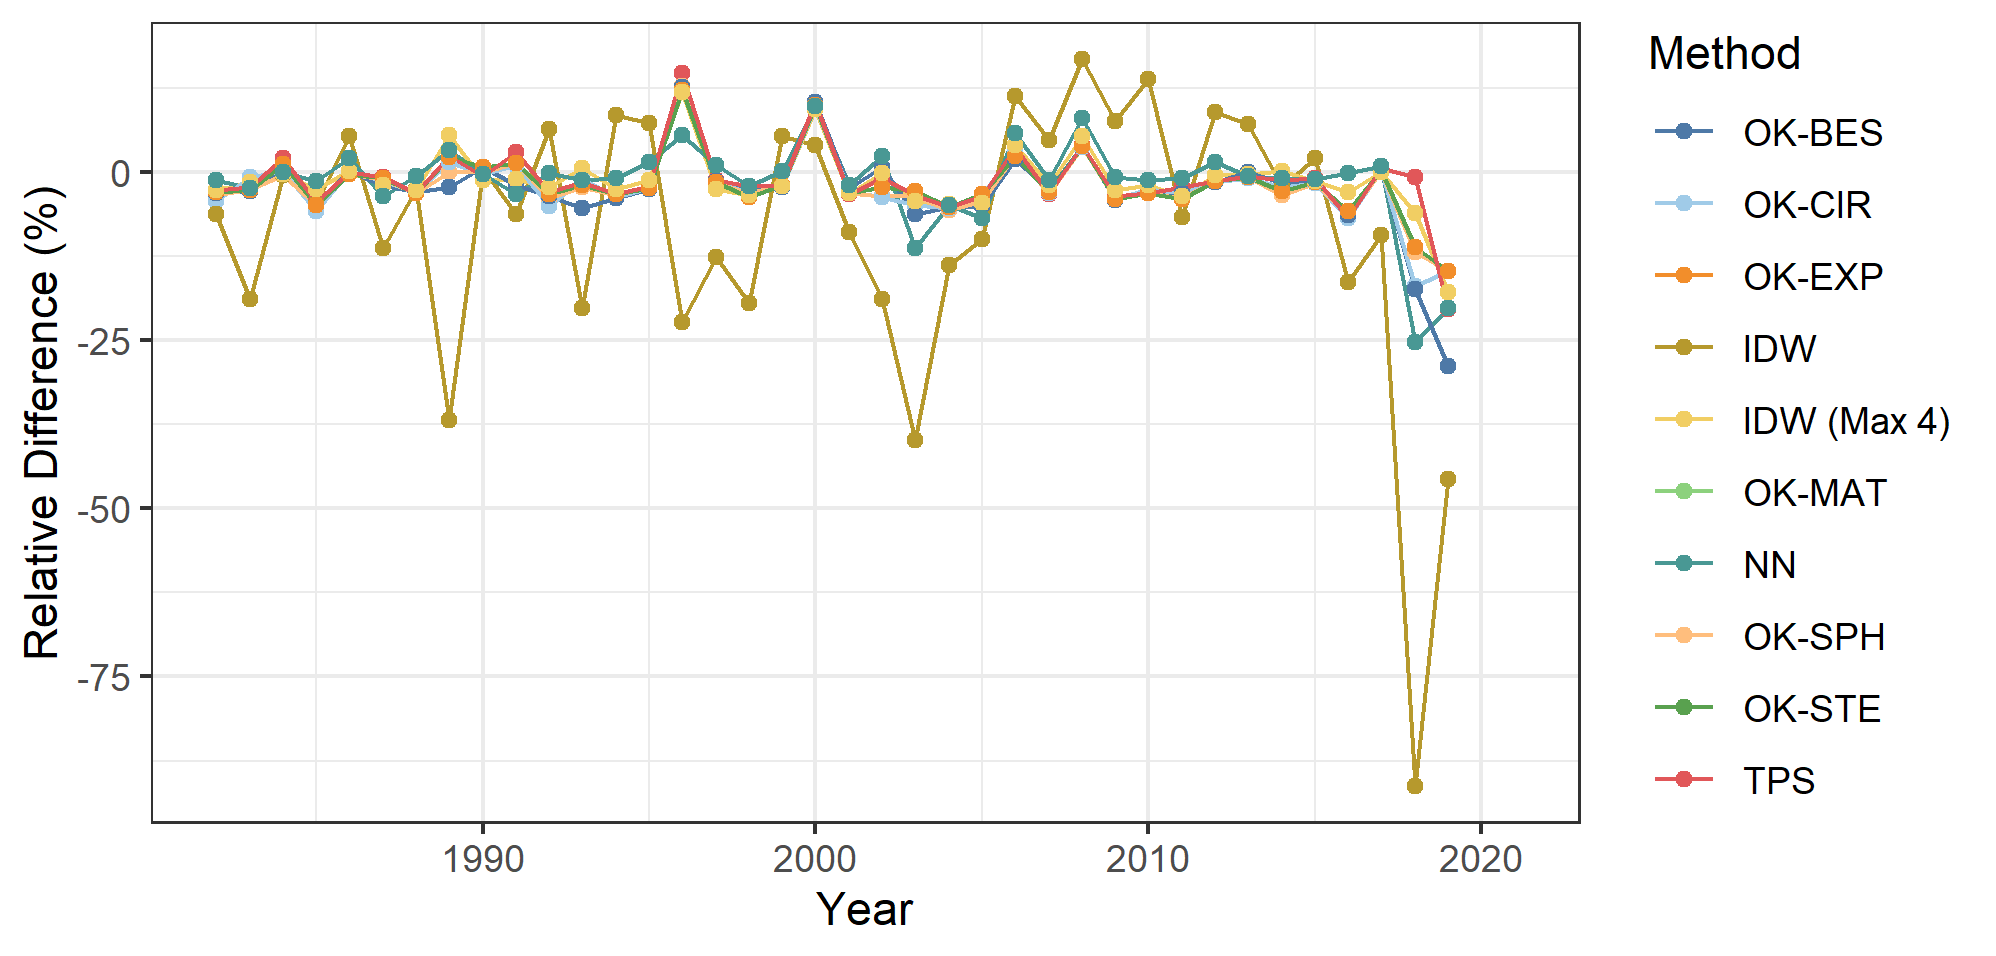 Relative Difference (%)
0
-25
-50
-75
1990
2000
2010
2020
Year
Method
OK-BES
OK-CIR
OK-EXP
IDW
IDW (Max 4)
OK-MAT
NN
OK-SPH
OK-STE
TPS